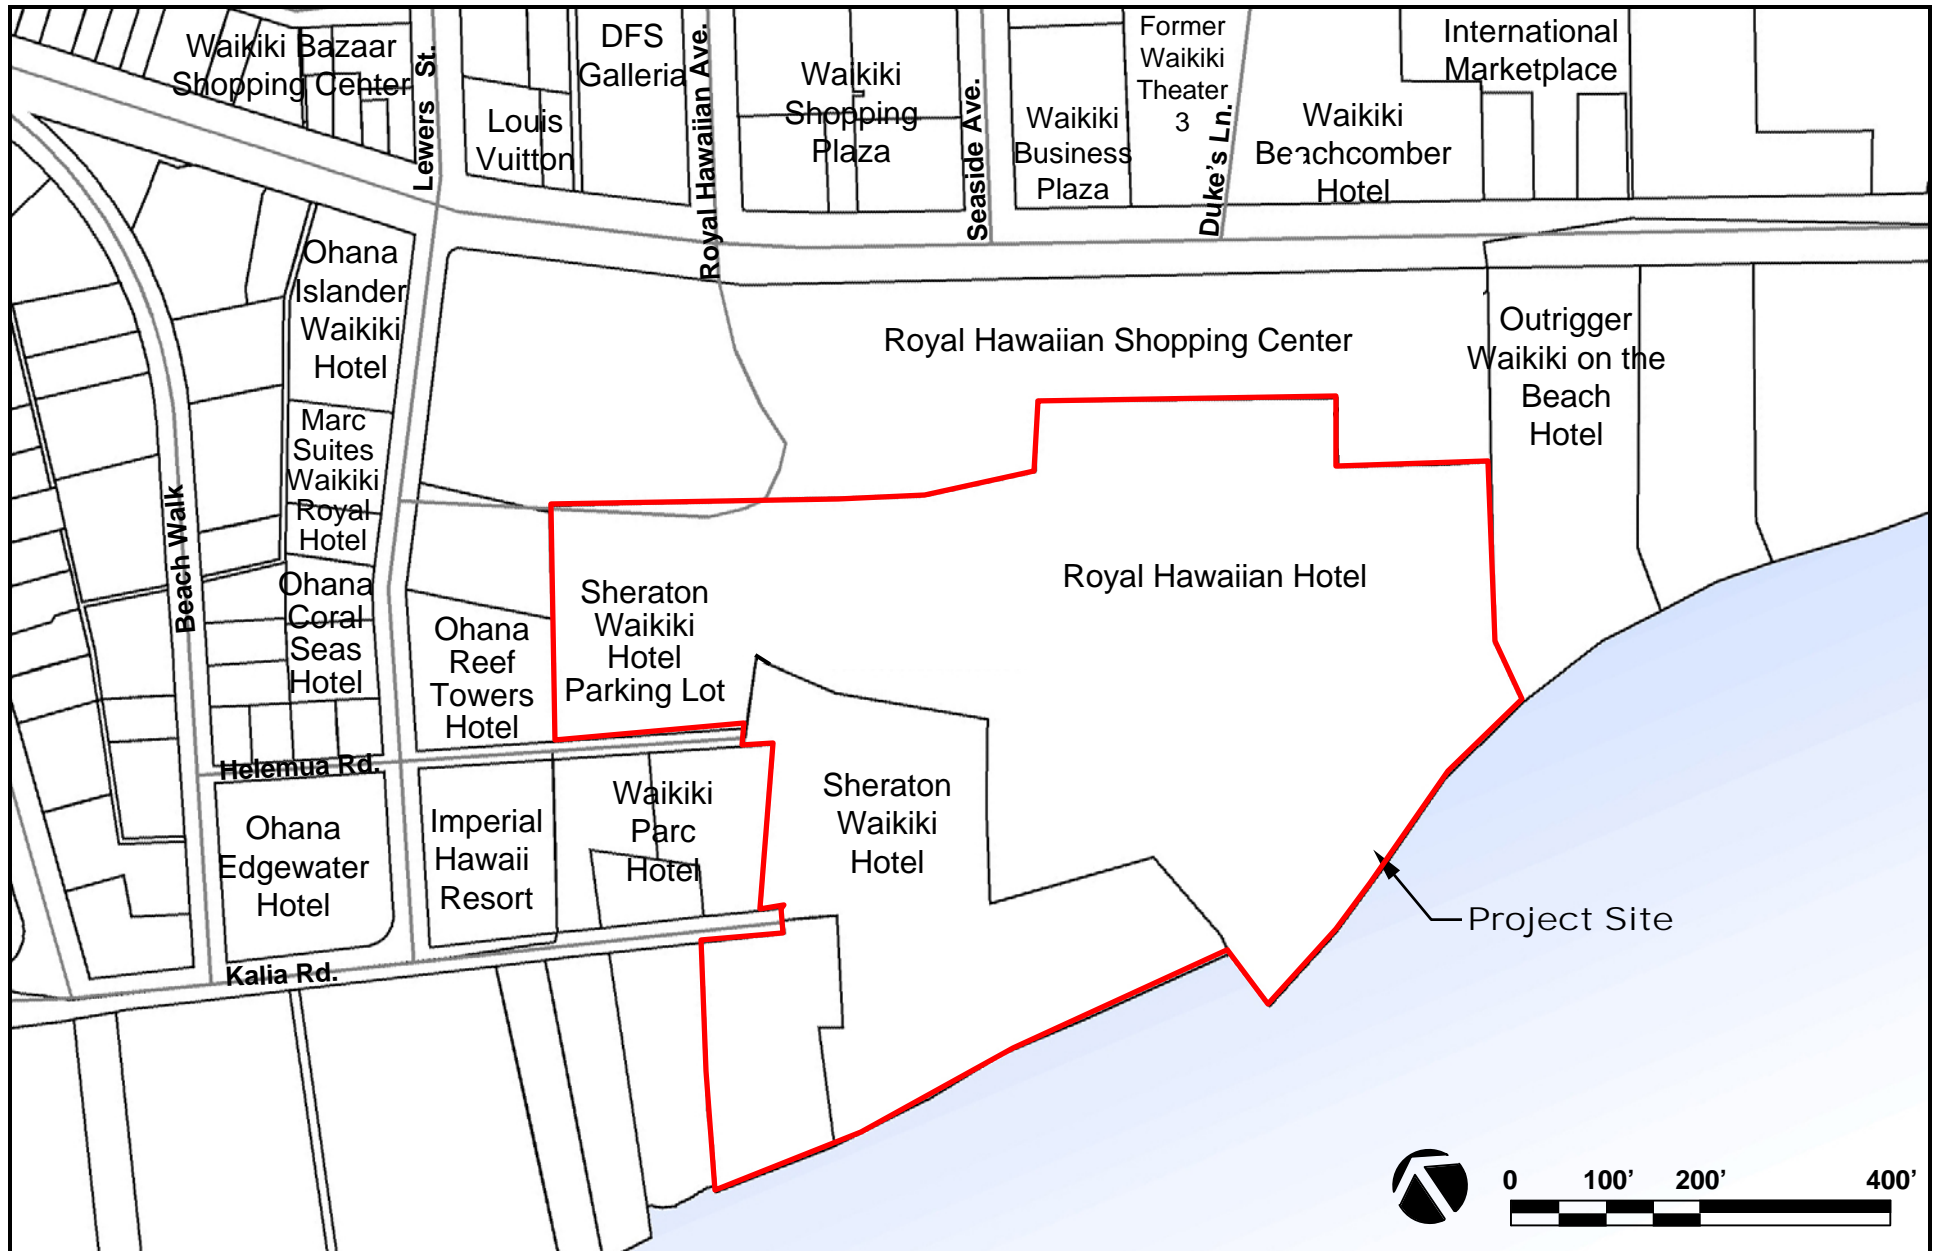 Waikiki Bazaar
Shopping Center
Lewers St.
Louis
Vuitton
DFS
Galleria
Royal Hawaiian Ave.
Waikiki
Shopping
Plaza
Seaside Ave.
Waikiki
Business
Plaza
Former
Waikiki
Theater
3
Duke's Ln.
Waikiki
Beachcomber
Hotel
International
Marketplace
Ohana
Islander
Waikiki
Hotel
Royal Hawaiian Shopping Center
Outrigger
Waikiki on the
Beach
Hotel
Marc
Suites
Waikiki
Royal
Hotel
Beach Walk
Ohana
Coral
Seas
Hotel
Ohana
Reef
Towers
Hotel
Sheraton
Waikiki
Hotel
Parking Lot
Royal Hawaiian Hotel
Helemua Rd.
Ohana
Edgewater
Hotel
Imperial
Hawaii
Resort
Waikiki
Parc
Hotel
Sheraton
Waikiki
Hotel
Project Site
Kalia Rd.
0 100' 200' 400'